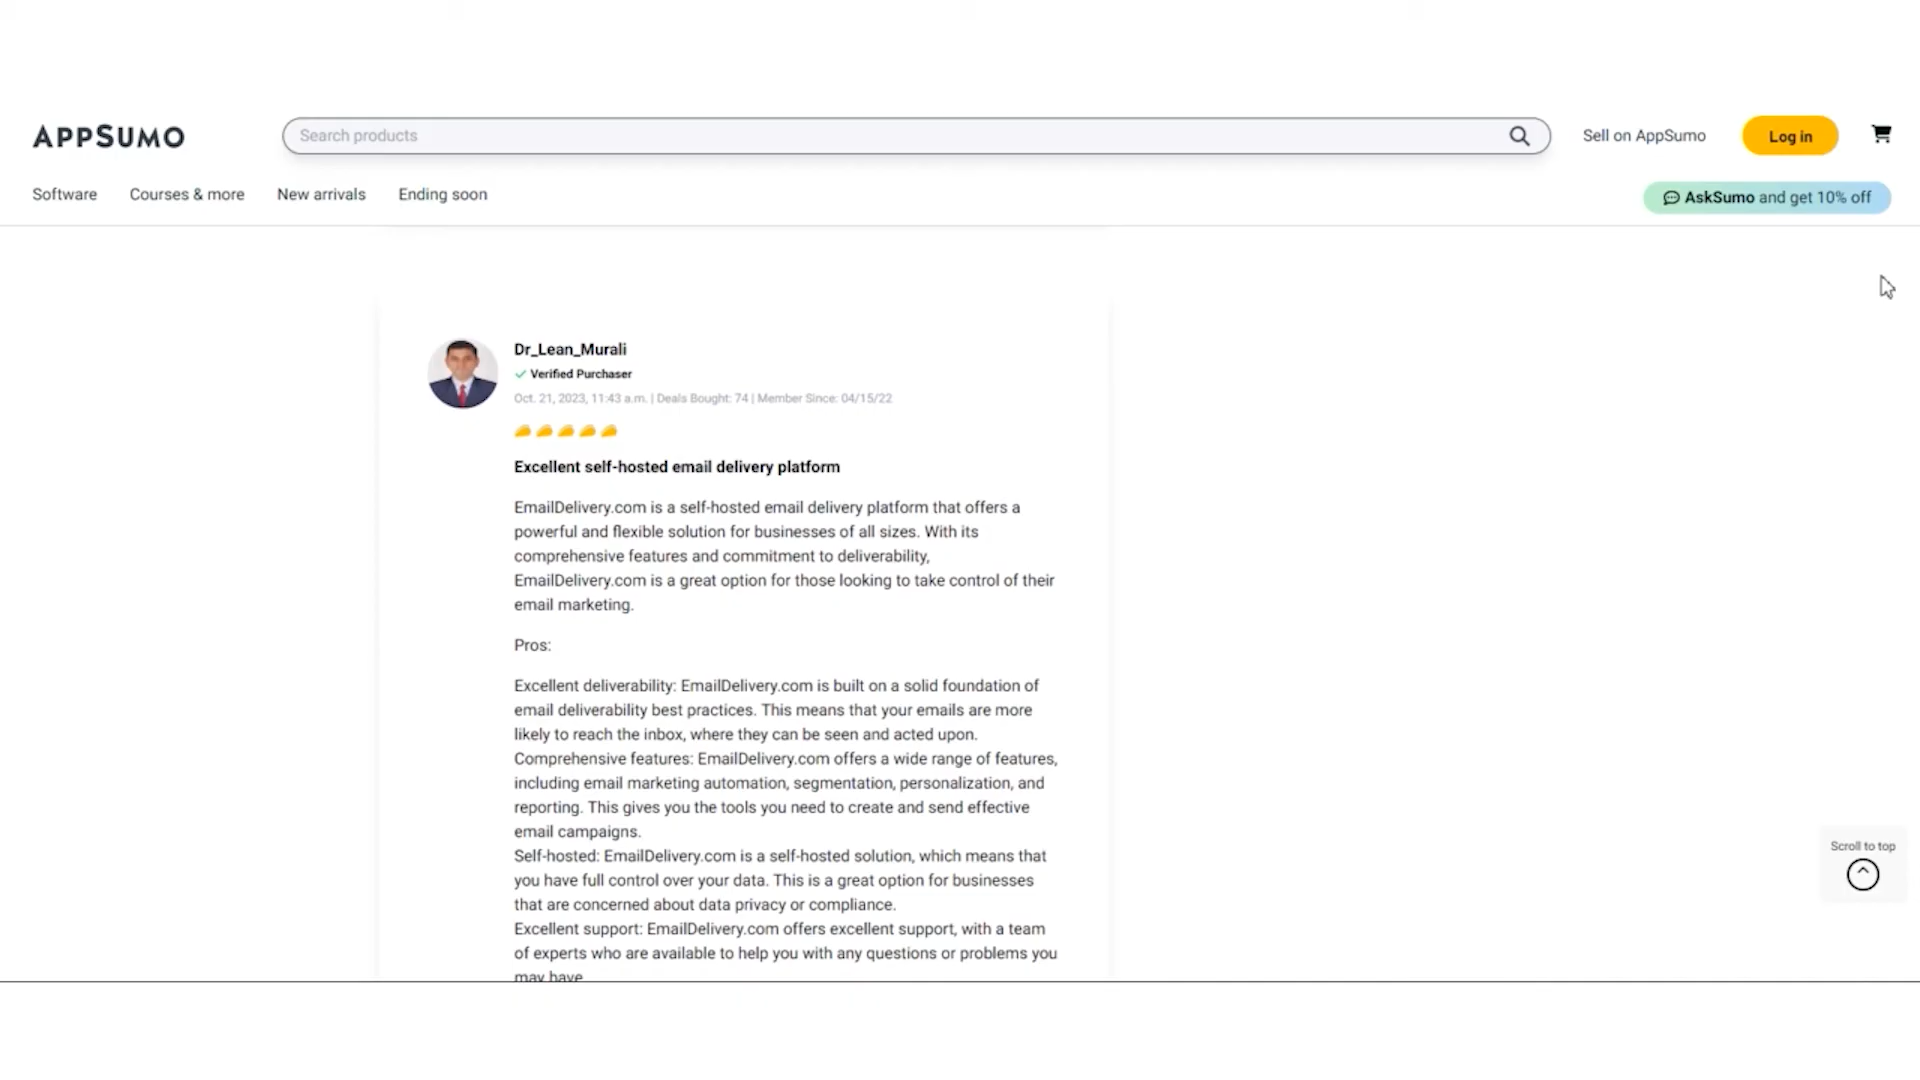 APPSUMO
Search products
Sell on AppSumo
Log in
Software
Courses & more
New arrivals
Ending soon
AskSumo and get 10% off
Dr_Lean_Murali
Verified Purchaser
Oct. 21, 2023, 11:43 a.m. | Deals Bought: 74 | Member Since: 04/15/22
Excellent self-hosted email delivery platform
EmailDelivery.com is a self-hosted email delivery platform that offers a
powerful and flexible solution for businesses of all sizes. With its
comprehensive features and commitment to deliverability,
EmailDelivery.com is a great option for those looking to take control of their
email marketing.
Pros:
Excellent deliverability: EmailDelivery.com is built on a solid foundation of
email deliverability best practices. This means that your emails are more
likely to reach the inbox, where they can be seen and acted upon.
Comprehensive features: EmailDelivery.com offers a wide range of features,
including email marketing automation, segmentation, personalization, and
reporting. This gives you the tools you need to create and send effective
email campaigns.
Self-hosted: EmailDelivery.com is a self-hosted solution, which means that
you have full control over your data. This is a great option for businesses
that are concerned about data privacy or compliance.
Excellent support: EmailDelivery.com offers excellent support, with a team
of experts who are available to help you with any questions or problems you
may have
Scroll to top